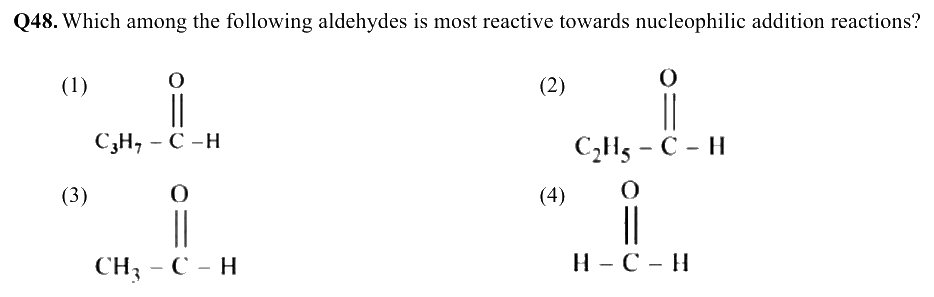 Q48. Which among the following aldehydes is most reactive towards nucleophilic addition reactions?
(1) O
||
C₃H₇ – C – H
(2) O
||
C₂H₅ – C – H
(3) O
||
CH₃ – C – H
(4) O
||
H – C – H